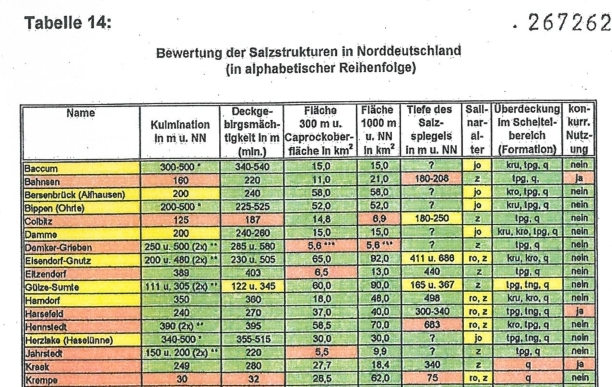 Tabelle 14:
. 267262
Bewertung der Salzstrukturen in Norddeutschland
(in alphabetischer Reihenfolge)
Name Kulmination in m u. NN Deckgebirgsmächtigkeit in m (min.) Fläche 300 m u. Caprockoberfläche in km² Fläche 1000 m u. NN in km² Tiefe des Salzspiegels in m u. NN Salinaralter Überdeckung im Scheitelbereich (Formation) konkurr. Nutzung
Baccum 300-500 * 340-540 15,0 15,0 ? jo kru, tpg, q nein
Bahnsen 160 220 11,0 21,0 180-208 z tpg, q, ja
Bersenbrück (Alfhausen) 200 240 58,0 58,0 ? jo kro, tpg, q nein
Bippen (Ohrte) 200-500 * 225-525 52,0 52,0 ? jo kru, tpg, q nein
Colbitz 125 187 14,8 6,9 180-250 z tpg, q nein
Damme 200 240-260 15,0 15,0 ? jo kru, kro, tpg, q nein
Demker-Grieben 250 u. 500 (2x) ** 285 u. 580 5,6 *** 5,6 *** ? z tpg, q nein
Eisendorf-Gnutz 200 u. 480 (2x) ** 230 u. 505 65,0 92,0 411 u. 686 ro, z kru, kro, q nein
Eitzendorf 389 403 6,5 13,0 440 z tpg, q nein
Gülze-Sumte 111 u. 305 (2x) ** 122 u. 345 60,0 90,0 165 u. 367 z tpg, tng, q nein
Hamdorf 350 360 18,0 48,0 498 ro, z kru, kro, q nein
Harsefeld 240 270 37,0 40,0 300-340 ro, z tpg, tng, q ja
Hennstedt 390 (2x) ** 395 58,5 70,0 683 ro, z kro, tpg, q nein
Herzlake (Haselünne) 340-500 * 355-515 30,0 30,0 ? jo tpg, tng, q nein
Jahrstedt 150 u. 200 (2x) ** 220 5,5 9,9 ? z tpg, q nein
Kraak 249 280 27,7 18,4 340 z q ja
Krempe 30 32 28,5 62,0 75 ro, z q nein